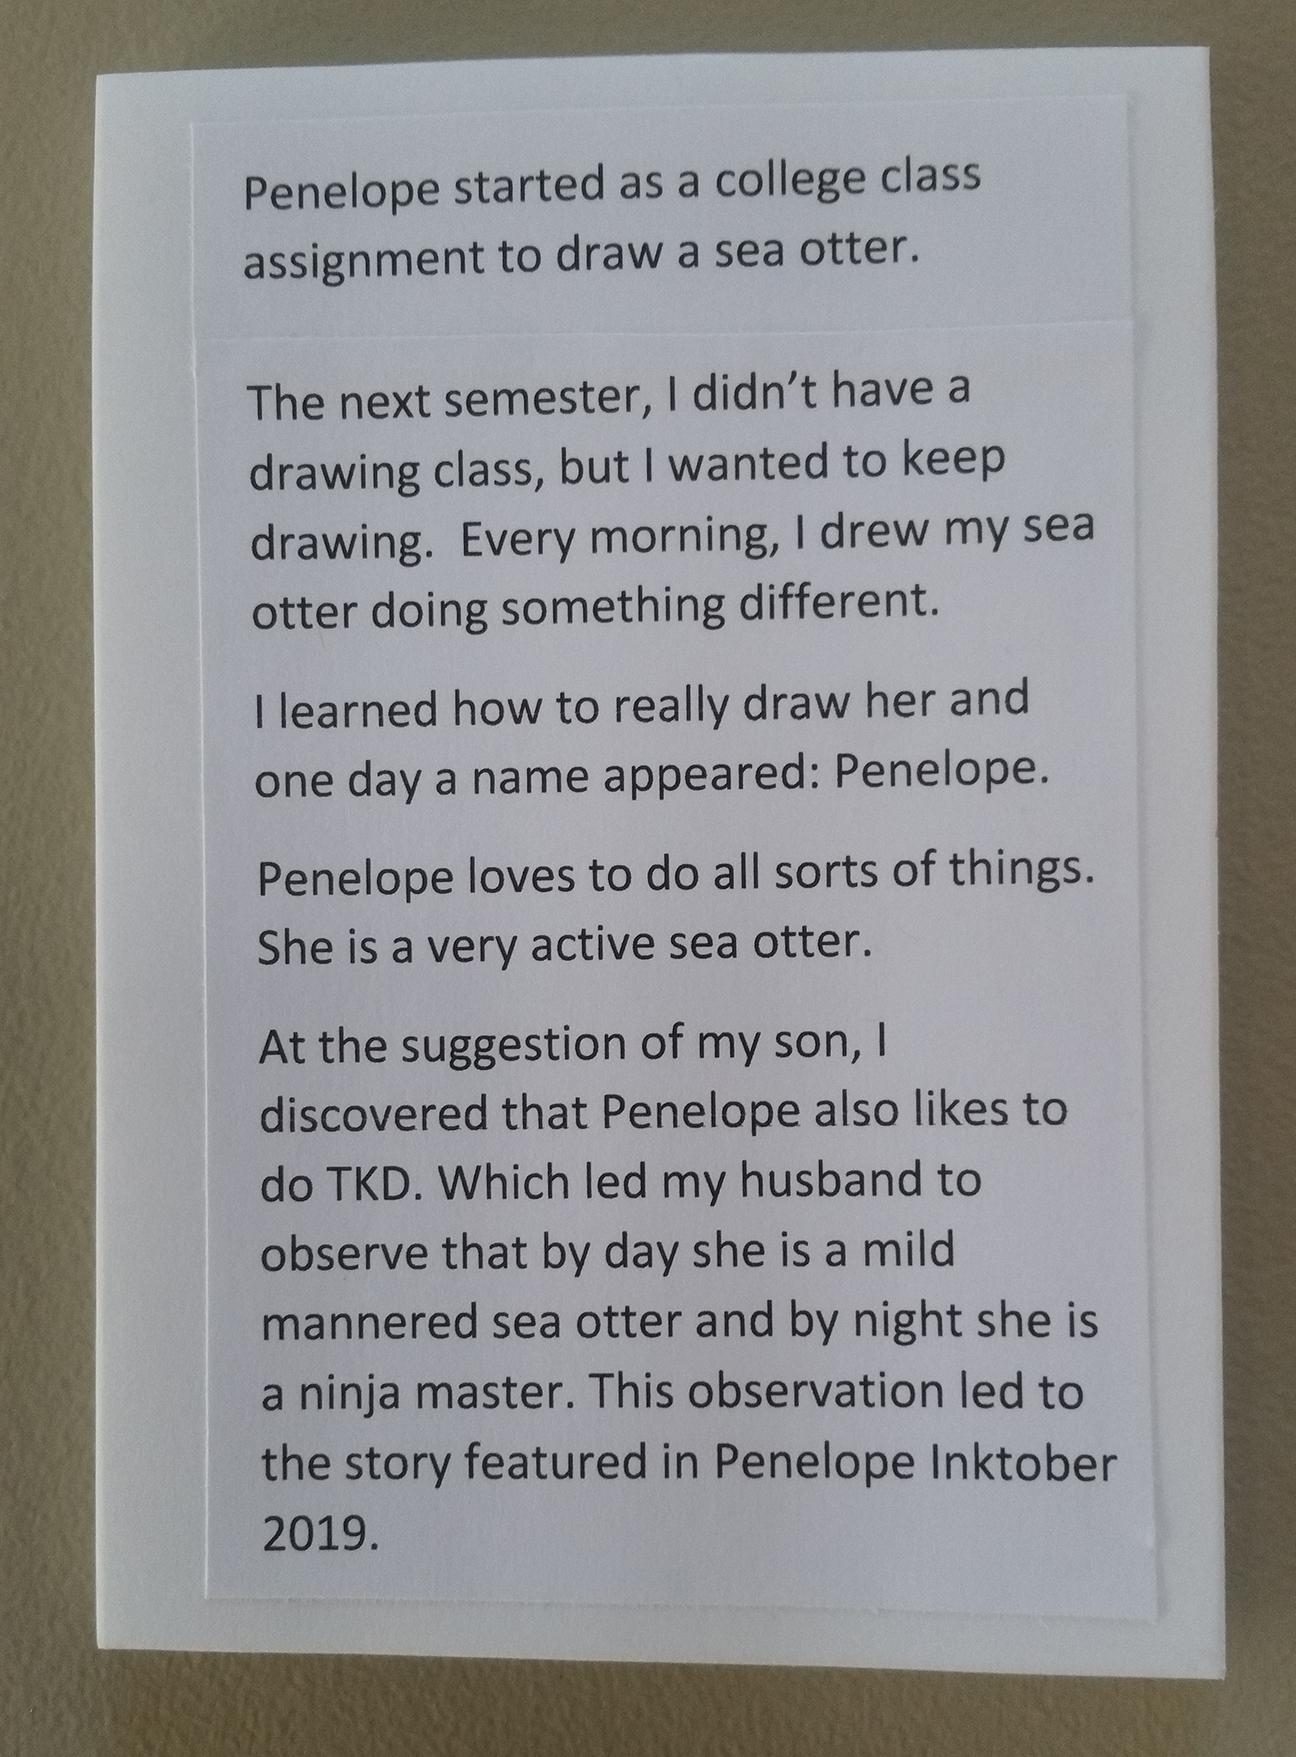 Penelope started as a college class
assignment to draw a sea otter.
The next semester, I didn’t have a
drawing class, but I wanted to keep
drawing.  Every morning, I drew my sea
otter doing something different.
I learned how to really draw her and
one day a name appeared: Penelope.
Penelope loves to do all sorts of things.
She is a very active sea otter.
At the suggestion of my son, I
discovered that Penelope also likes to
do TKD. Which led my husband to
observe that by day she is a mild
mannered sea otter and by night she is
a ninja master. This observation led to
the story featured in Penelope Inktober
2019.